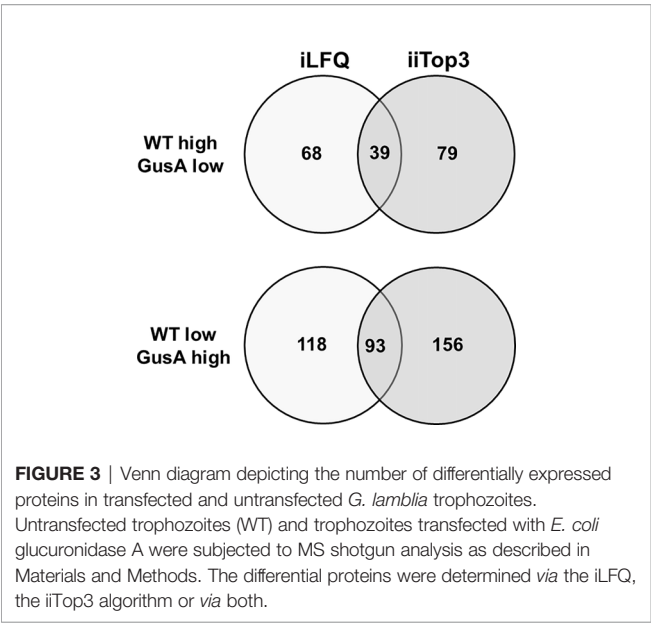 iLFQ iiTop3
WT high
GusA low
68 39 79
WT low
GusA high
118 93 156
FIGURE 3 | Venn diagram depicting the number of differentially expressed
proteins in transfected and untransfected G. lamblia trophozoites.
Untransfected trophozoites (WT) and trophozoites transfected with E. coli
glucuronidase A were subjected to MS shotgun analysis as described in
Materials and Methods. The differential proteins were determined via the iLFQ,
the iiTop3 algorithm or via both.